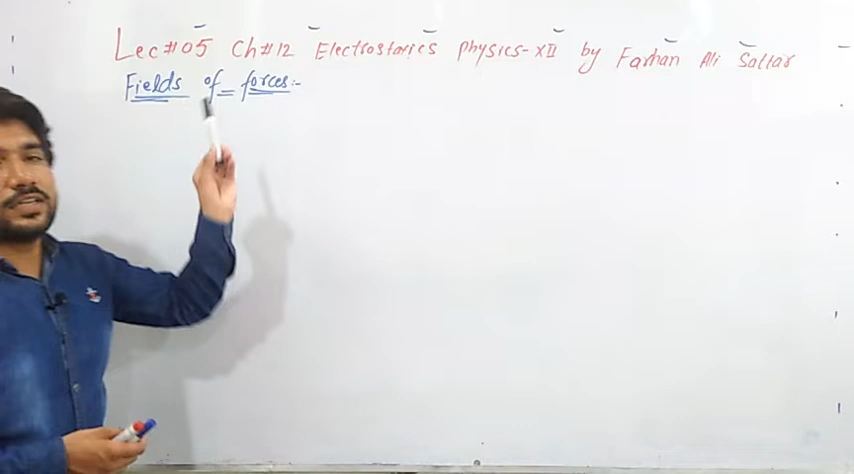 Lec#05 Ch#12 Electrostatics Physics-XII by Farhan Ali Sattar
Fields of forces:-